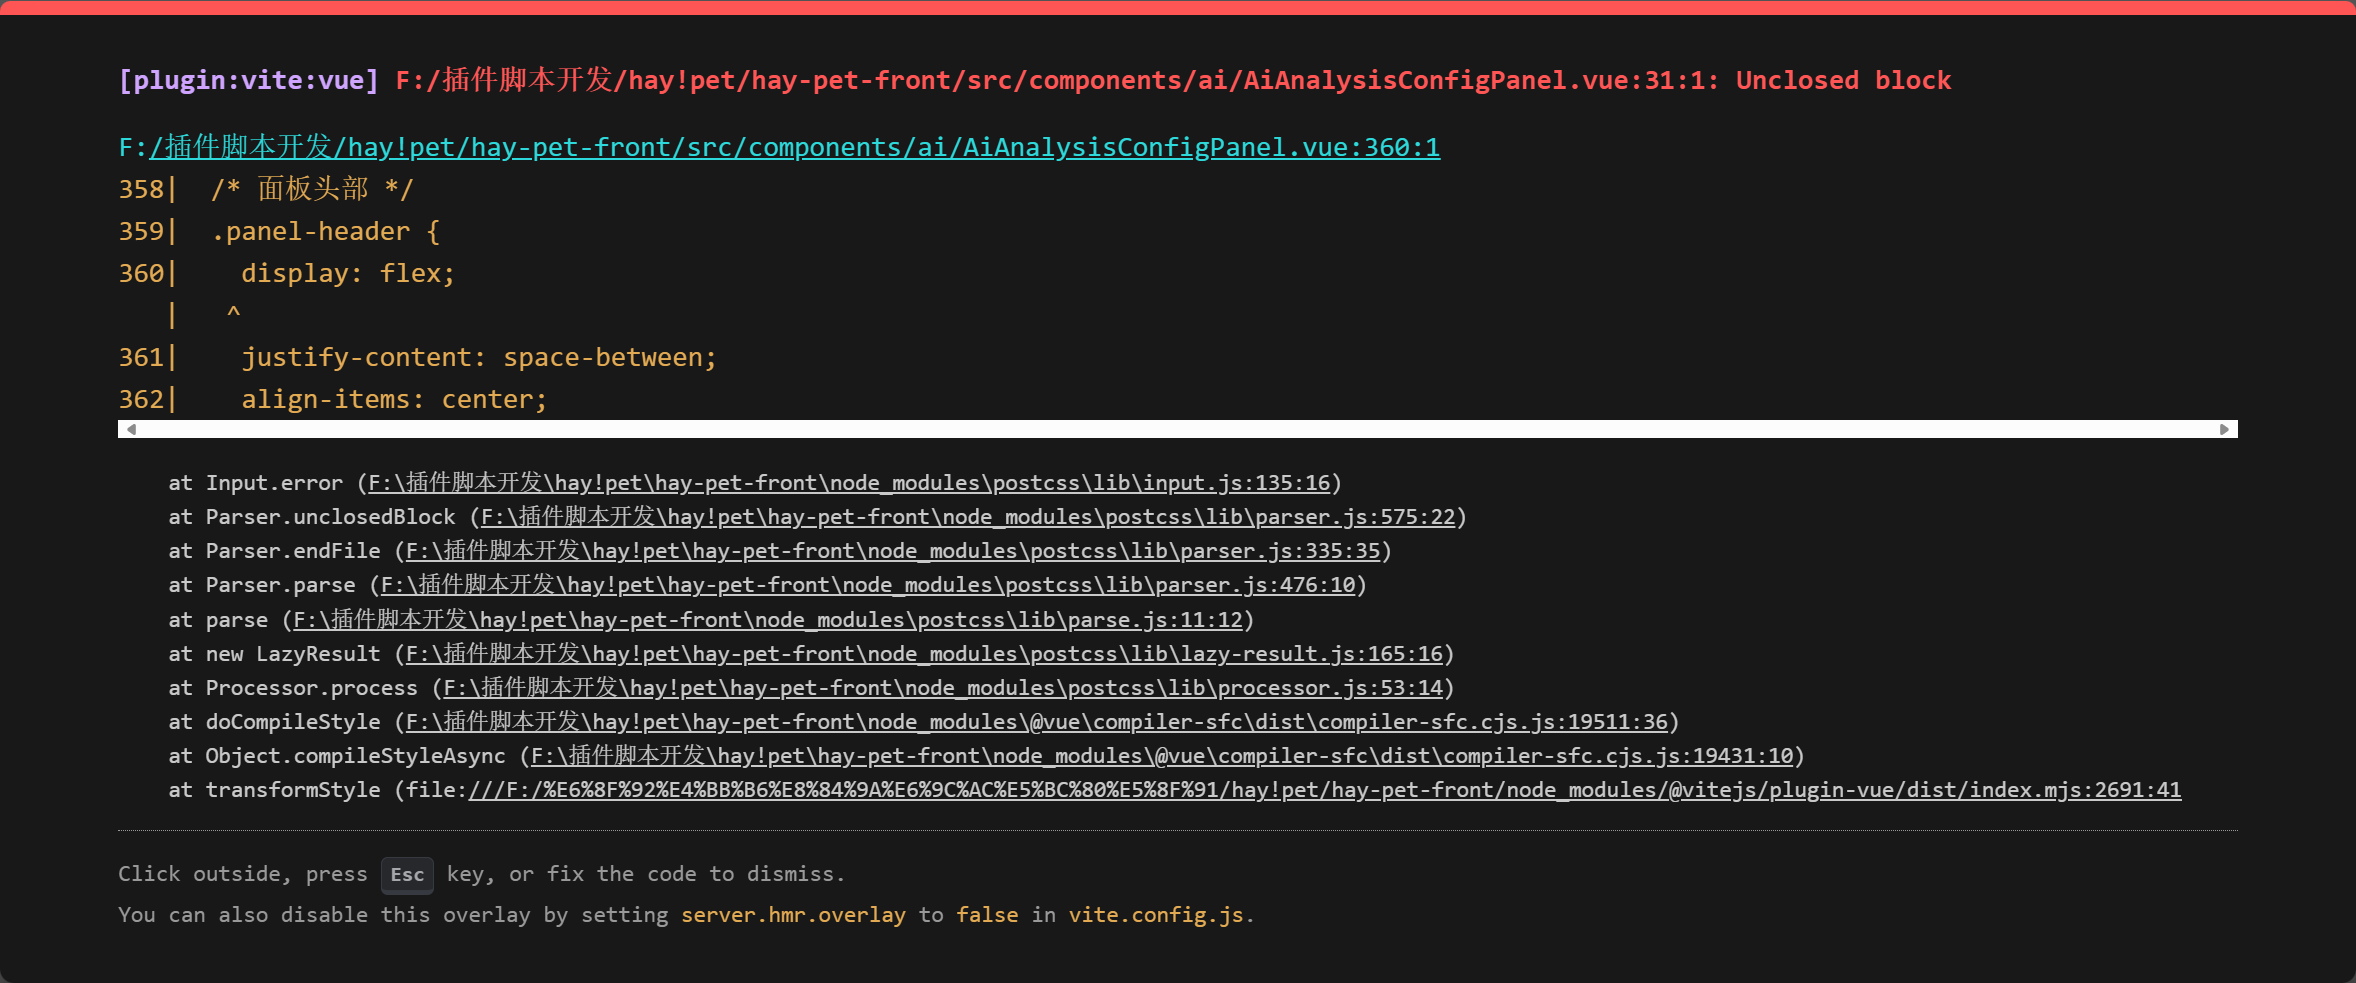 [plugin:vite:vue] F:/插件脚本开发/hay!pet/hay-pet-front/src/components/ai/AiAnalysisConfigPanel.vue:31:1: Unclosed block
F:/插件脚本开发/hay!pet/hay-pet-front/src/components/ai/AiAnalysisConfigPanel.vue:360:1
358|  /* 面板头部 */
359|  .panel-header {
360|    display: flex;
   |   ^
361|    justify-content: space-between;
362|    align-items: center;
at Input.error (F:\插件脚本开发\hay!pet\hay-pet-front\node_modules\postcss\lib\input.js:135:16)
at Parser.unclosedBlock (F:\插件脚本开发\hay!pet\hay-pet-front\node_modules\postcss\lib\parser.js:575:22)
at Parser.endFile (F:\插件脚本开发\hay!pet\hay-pet-front\node_modules\postcss\lib\parser.js:335:35)
at Parser.parse (F:\插件脚本开发\hay!pet\hay-pet-front\node_modules\postcss\lib\parser.js:476:10)
at parse (F:\插件脚本开发\hay!pet\hay-pet-front\node_modules\postcss\lib\parse.js:11:12)
at new LazyResult (F:\插件脚本开发\hay!pet\hay-pet-front\node_modules\postcss\lib\lazy-result.js:165:16)
at Processor.process (F:\插件脚本开发\hay!pet\hay-pet-front\node_modules\postcss\lib\processor.js:53:14)
at doCompileStyle (F:\插件脚本开发\hay!pet\hay-pet-front\node_modules\@vue\compiler-sfc\dist\compiler-sfc.cjs.js:19511:36)
at Object.compileStyleAsync (F:\插件脚本开发\hay!pet\hay-pet-front\node_modules\@vue\compiler-sfc\dist\compiler-sfc.cjs.js:19431:10)
at transformStyle (file:///F:/%E6%8F%92%E4%BB%B6%E8%84%9A%E6%9C%AC%E5%BC%80%E5%8F%91/hay!pet/hay-pet-front/node_modules/@vitejs/plugin-vue/dist/index.mjs:2691:41
Click outside, press Esc key, or fix the code to dismiss.
You can also disable this overlay by setting server.hmr.overlay to false in vite.config.js.